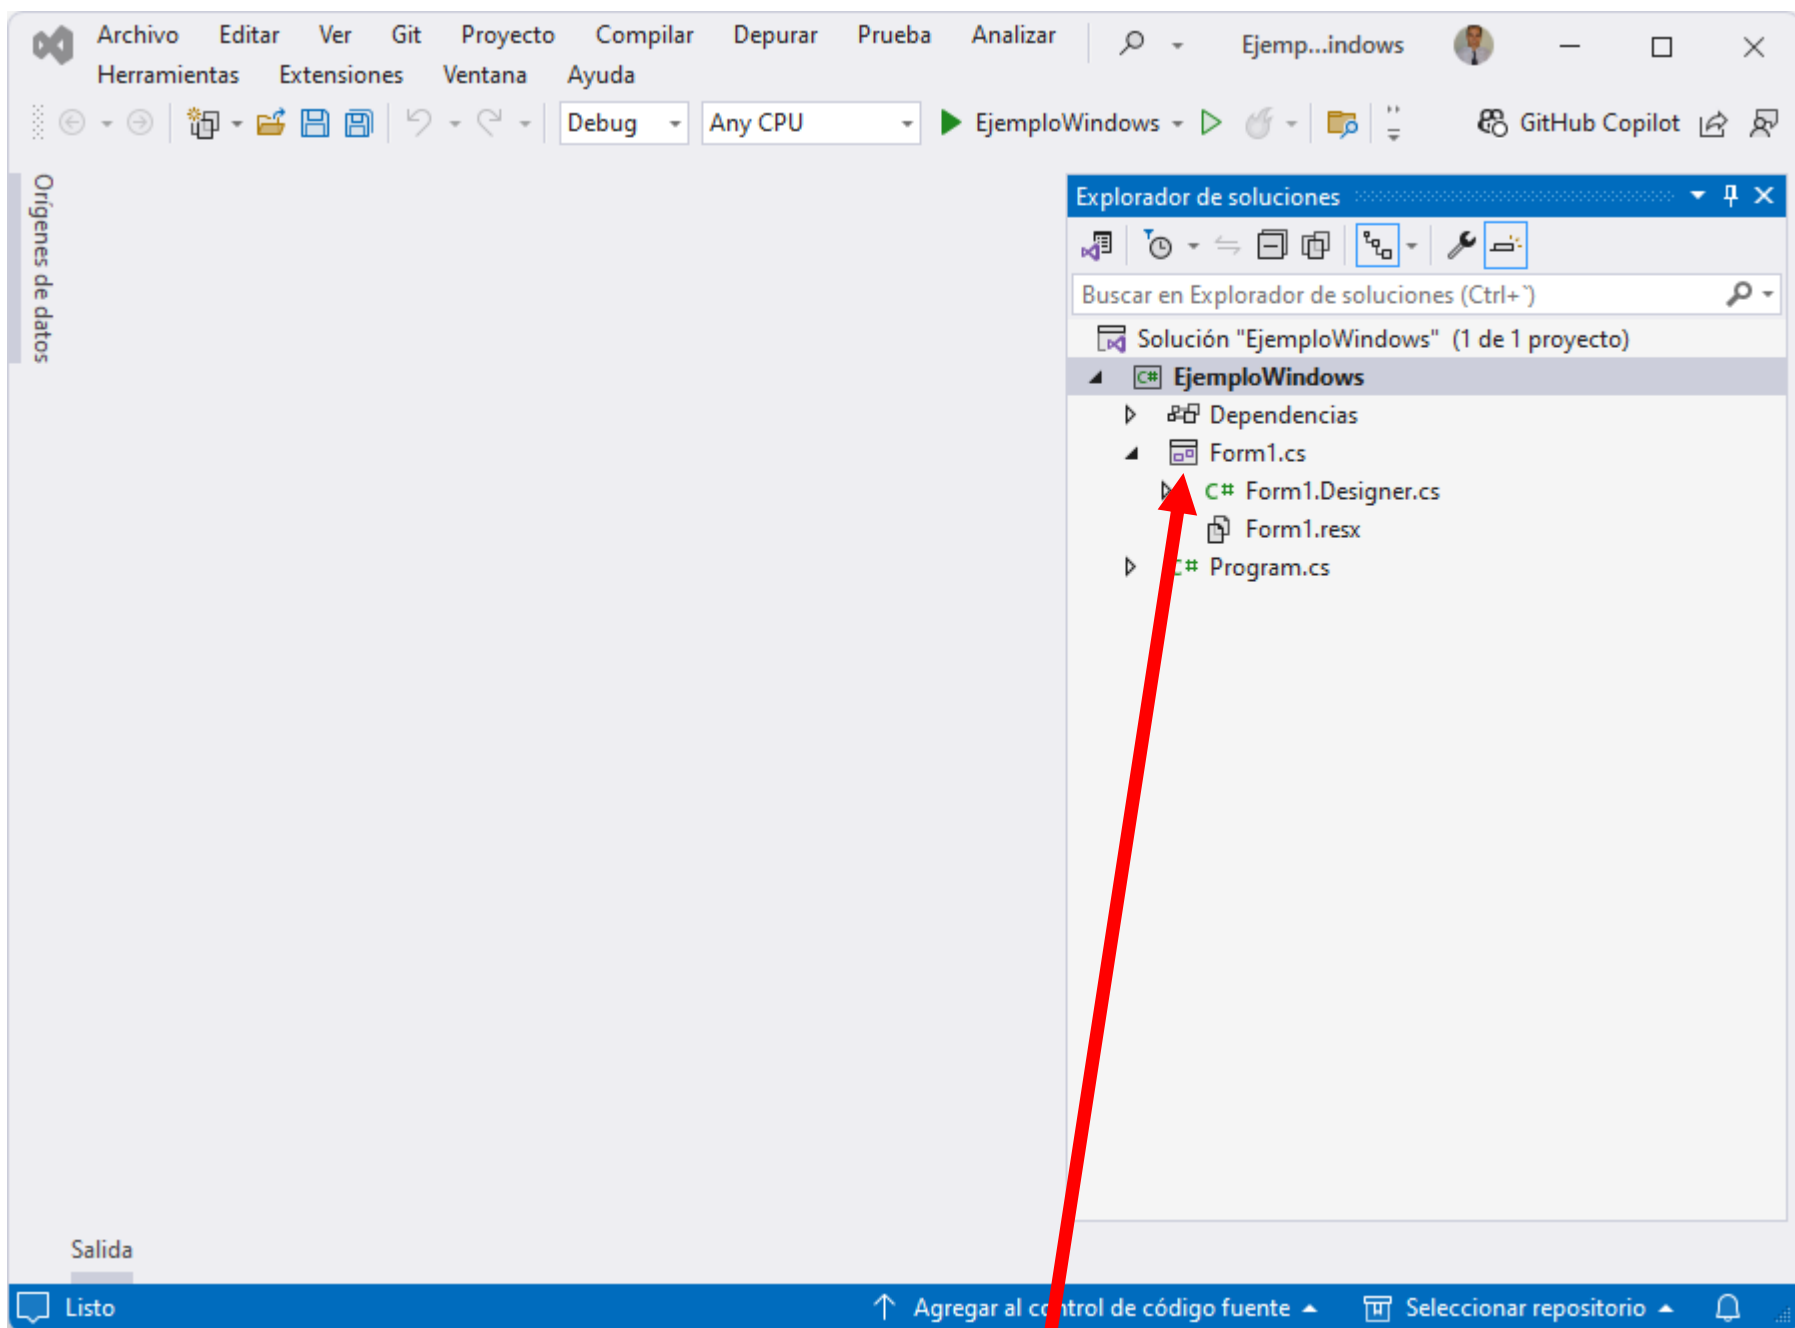 Archivo Editar Ver Git Proyecto Compilar Depurar Prueba Analizar
Ejemp...indows
Herramientas Extensiones Ventana Ayuda
Debug Any CPU EjemploWindows GitHub Copilot
Orígenes de datos
Explorador de soluciones
Buscar en Explorador de soluciones (Ctrl+`)
Solución "EjemploWindows" (1 de 1 proyecto)
C# EjemploWindows
Dependencias
Form1.cs
C# Form1.Designer.cs
Form1.resx
C# Program.cs
Salida
Listo Agregar al control de código fuente Seleccionar repositorio